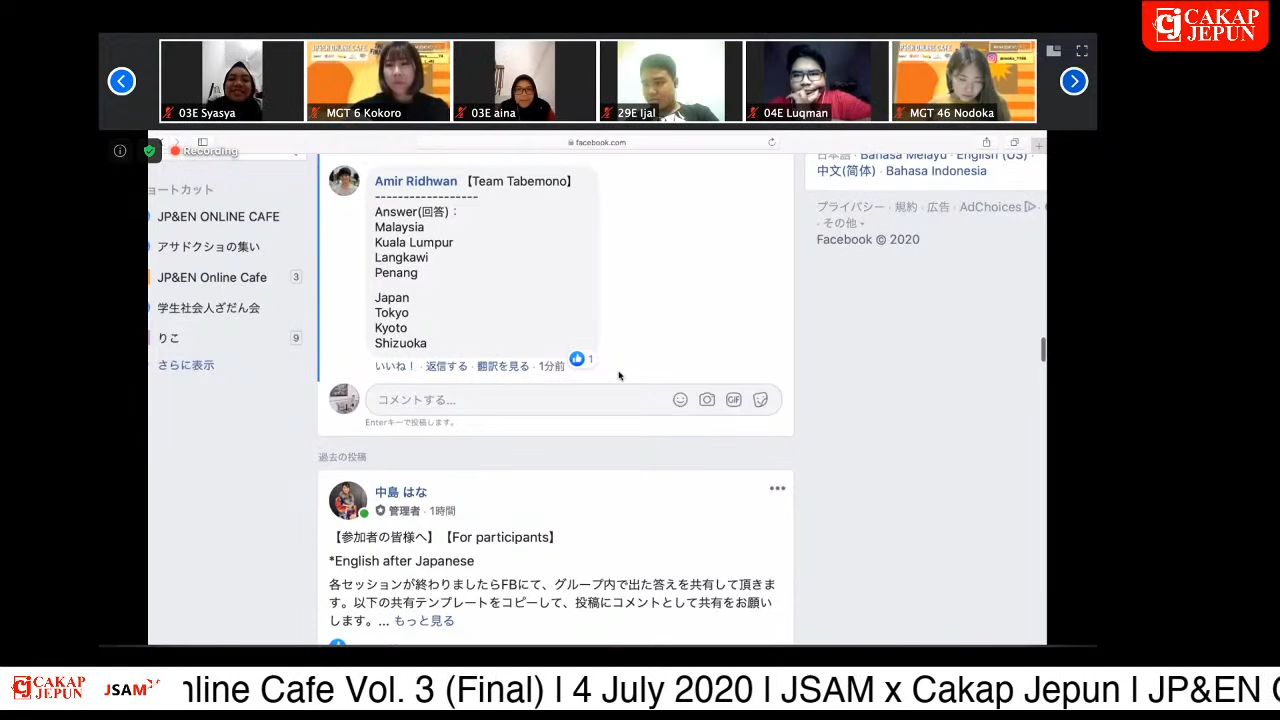 CAKAP
JEPUN
03E Syasya
MGT 6 Kokoro
03E aina
29E Ijal
04E Luqman
MGT 46 Nodoka
Recording
facebook.com
ョートカット
JP&EN ONLINE CAFE
アサドクショの集い
JP&EN Online Cafe
3
学生社会人ざだん会
りこ
9
さらに表示
Amir Ridhwan 【Team Tabemono】
------------------
Answer(回答)：
Malaysia
Kuala Lumpur
Langkawi
Penang
Japan
Tokyo
Kyoto
Shizuoka
1
いいね！ · 返信する · 翻訳を見る · 1分前
コメントする...
GIF
Enterキーで投稿します。
過去の投稿
中島 はな
管理者 · 1時間
【参加者の皆様へ】【For participants】
*English after Japanese
各セッションが終わりましたらFBにて、グループ内で出た答えを共有して頂きま
す。以下の共有テンプレートをコピーして、投稿にコメントとして共有をお願い
します。... もっと見る
日本語 · Bahasa Melayu · English (US) ·
中文(简体) · Bahasa Indonesia
プライバシー · 規約 · 広告 · AdChoices
· その他
Facebook © 2020
CAKAP
JEPUN
JSAM
nline Cafe Vol. 3 (Final) l 4 July 2020 l JSAM x Cakap Jepun l JP&EN